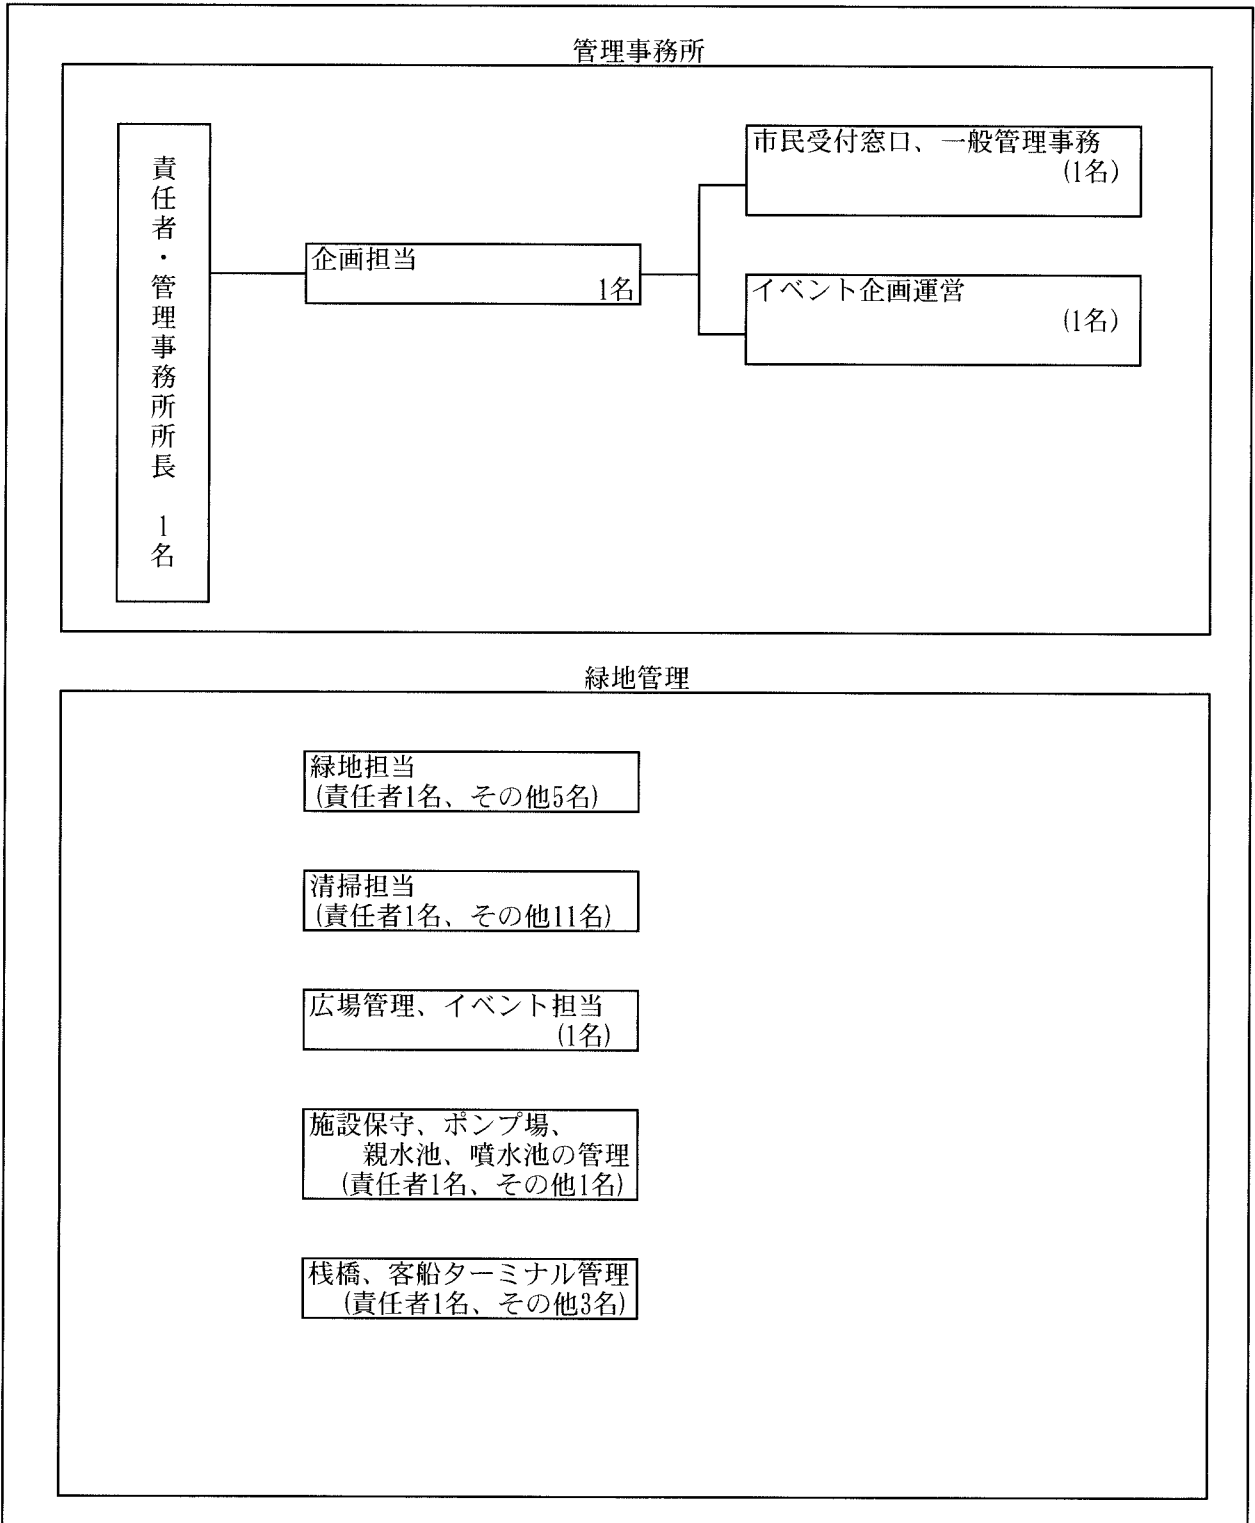 管理事務所
責任者・管理事務所所長 1名
企画担当
1名
市民受付窓口、一般管理事務
(1名)
イベント企画運営
(1名)
緑地管理
緑地担当
(責任者1名、その他5名)
清掃担当
(責任者1名、その他11名)
広場管理、イベント担当
(1名)
施設保守、ポンプ場、
親水池、噴水池の管理
(責任者1名、その他1名)
桟橋、客船ターミナル管理
(責任者1名、その他3名)